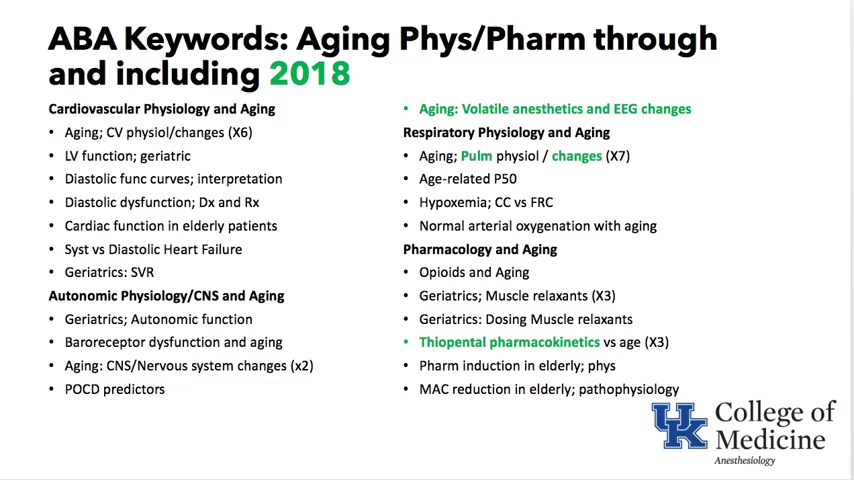 ABA Keywords: Aging Phys/Pharm through
and including 2018
Cardiovascular Physiology and Aging
• Aging; CV physiol/changes (X6)
• LV function; geriatric
• Diastolic func curves; interpretation
• Diastolic dysfunction; Dx and Rx
• Cardiac function in elderly patients
• Syst vs Diastolic Heart Failure
• Geriatrics: SVR
Autonomic Physiology/CNS and Aging
• Geriatrics; Autonomic function
• Baroreceptor dysfunction and aging
• Aging: CNS/Nervous system changes (x2)
• POCD predictors
• Aging: Volatile anesthetics and EEG changes
Respiratory Physiology and Aging
• Aging; Pulm physiol / changes (X7)
• Age-related P50
• Hypoxemia; CC vs FRC
• Normal arterial oxygenation with aging
Pharmacology and Aging
• Opioids and Aging
• Geriatrics; Muscle relaxants (X3)
• Geriatrics: Dosing Muscle relaxants
• Thiopental pharmacokinetics vs age (X3)
• Pharm induction in elderly; phys
• MAC reduction in elderly; pathophysiology
UK
College of
Medicine
Anesthesiology